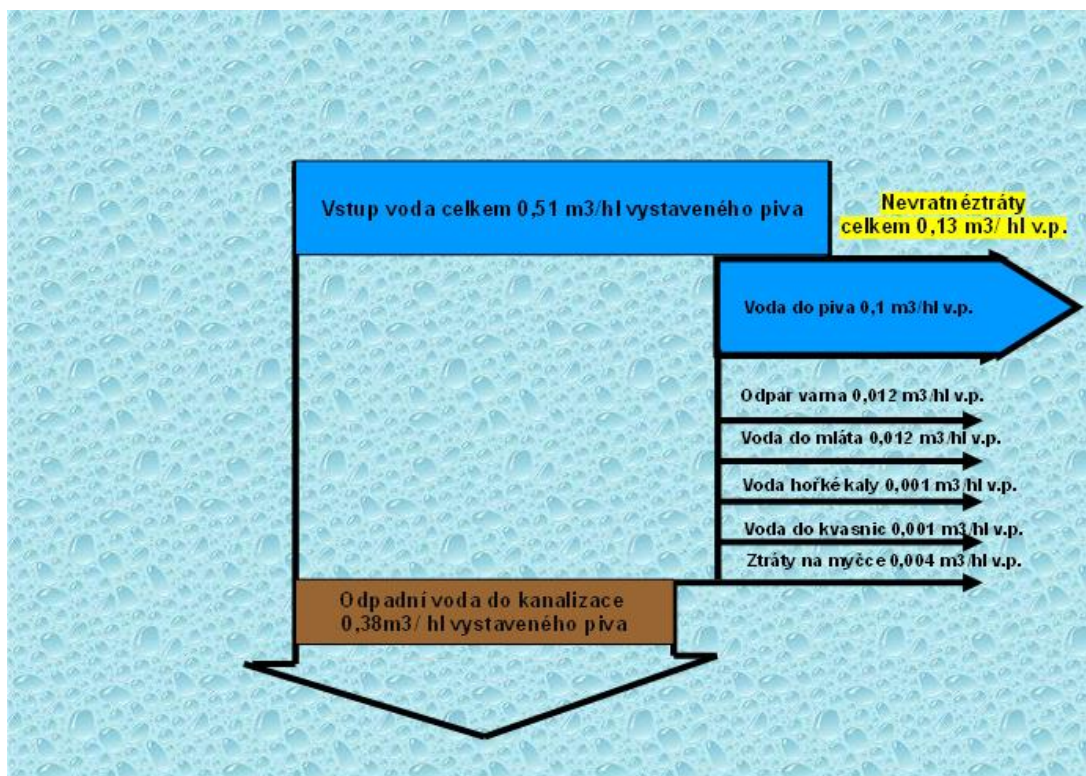 Vstup voda celkem 0,51 m3/hl vystaveného piva
Nevratnéztráty
celkem 0,13 m3/ hl v.p.
Voda do piva 0,1 m3/hl v.p.
Odpar varna 0,012 m3/hl v.p.
Voda do mláta 0,012 m3/hl v.p.
Voda hořké kaly 0,001 m3/hl v.p.
Voda do kvasnic 0,001 m3/hl v.p.
Ztráty na myčce 0,004 m3/hl v.p.
Odpadní voda do kanalizace
0,38m3/ hl vystaveného piva